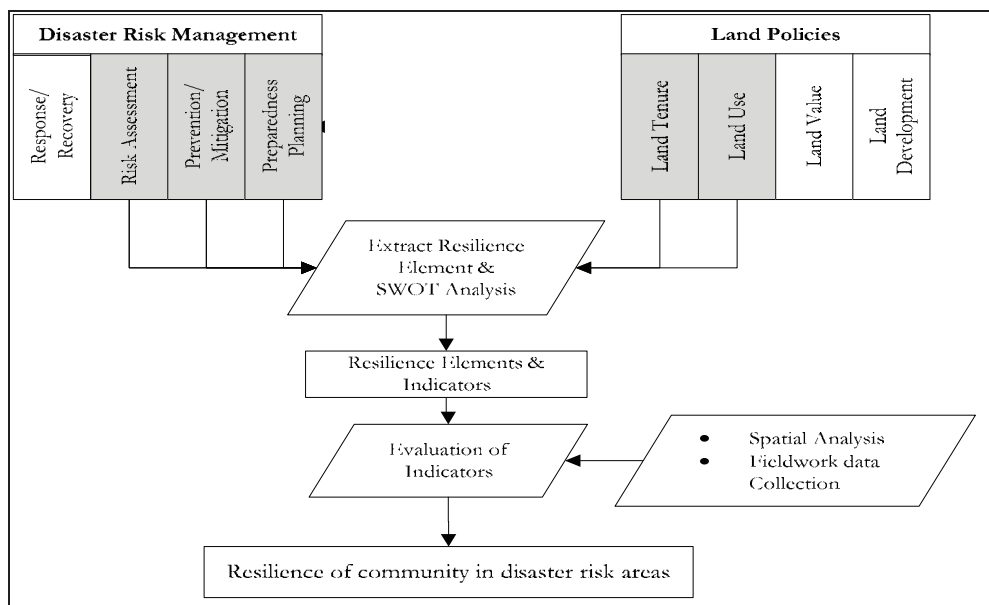 Disaster Risk Management
Response/
Recovery
Risk Assessment
Prevention/
Mitigation
Preparedness
Planning
Land Policies
Land Tenure
Land Use
Land Value
Land
Development
Extract Resilience
Element &
SWOT Analysis
Resilience Elements &
Indicators
Evaluation of
Indicators
• Spatial Analysis
• Fieldwork data
Collection
Resilience of community in disaster risk areas